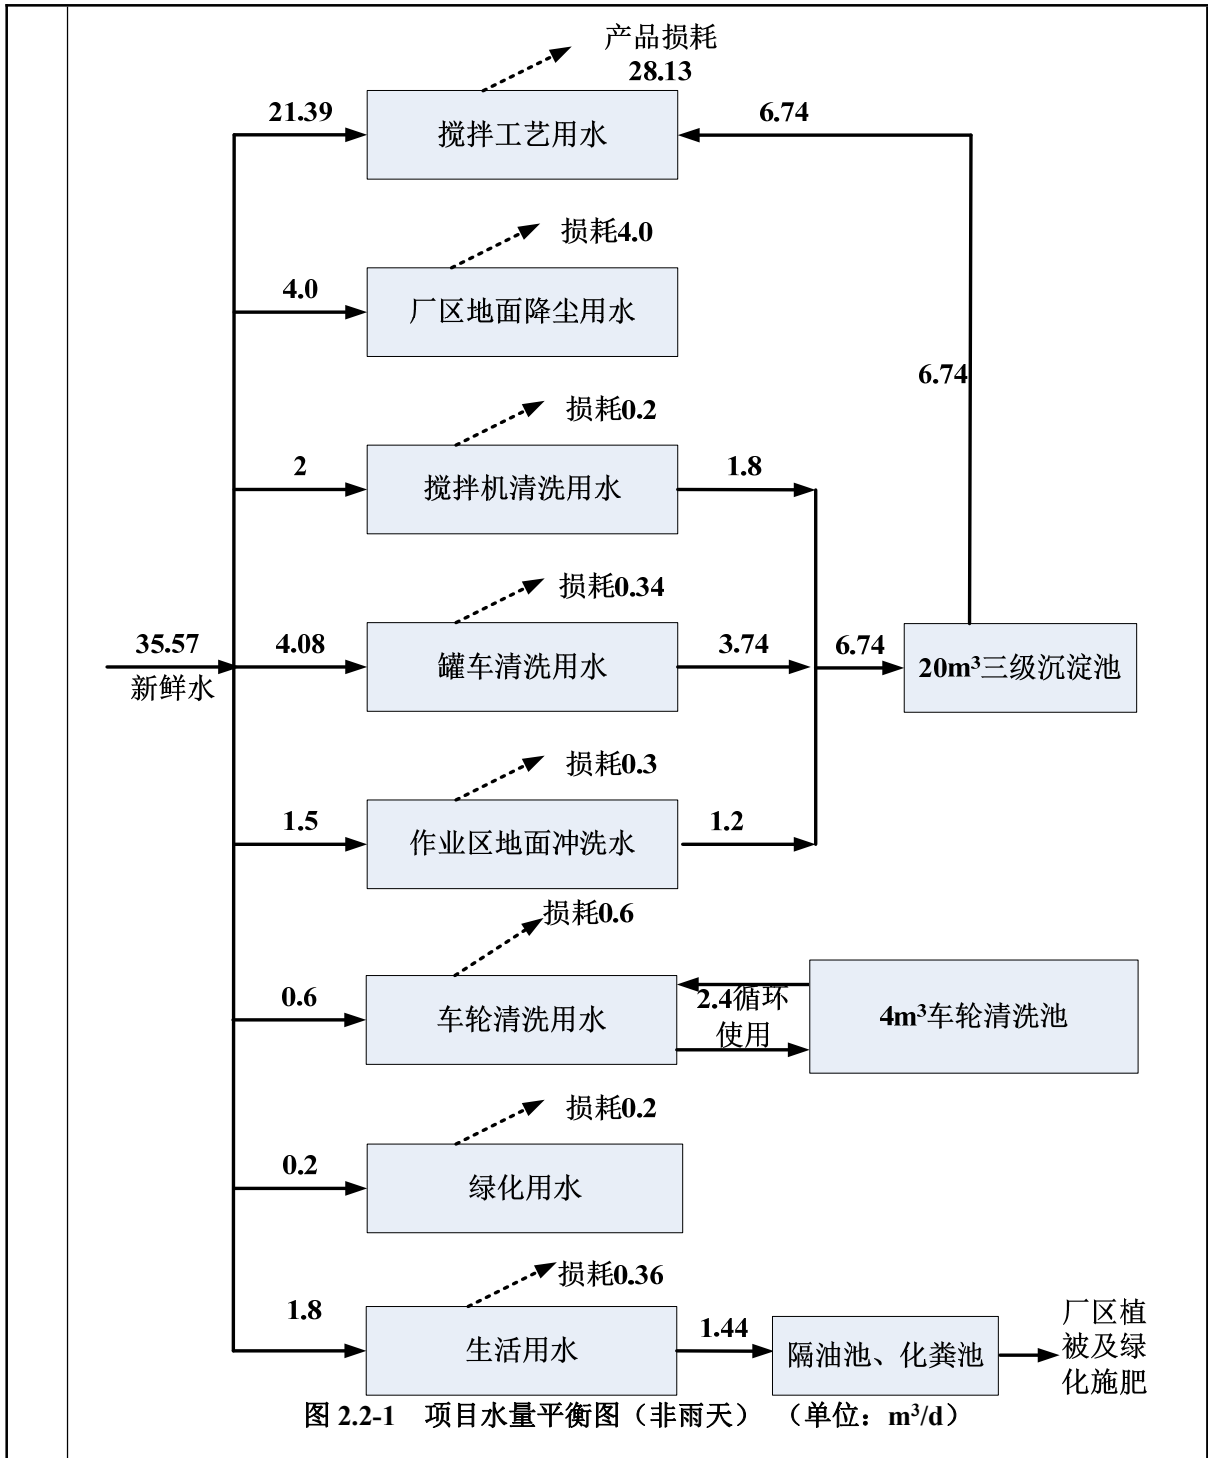 产品损耗
28.13
21.39
搅拌工艺用水
6.74
损耗4.0
4.0
厂区地面降尘用水
6.74
损耗0.2
2
搅拌机清洗用水
1.8
损耗0.34
35.57
新鲜水
4.08
罐车清洗用水
3.74
6.74
20m³三级沉淀池
损耗0.3
1.5
作业区地面冲洗水
1.2
损耗0.6
0.6
车轮清洗用水
2.4循环
使用
4m³车轮清洗池
损耗0.2
0.2
绿化用水
损耗0.36
1.8
生活用水
1.44
隔油池、化粪池
厂区植
被及绿
化施肥
图 2.2-1 项目水量平衡图（非雨天） （单位：m³/d）